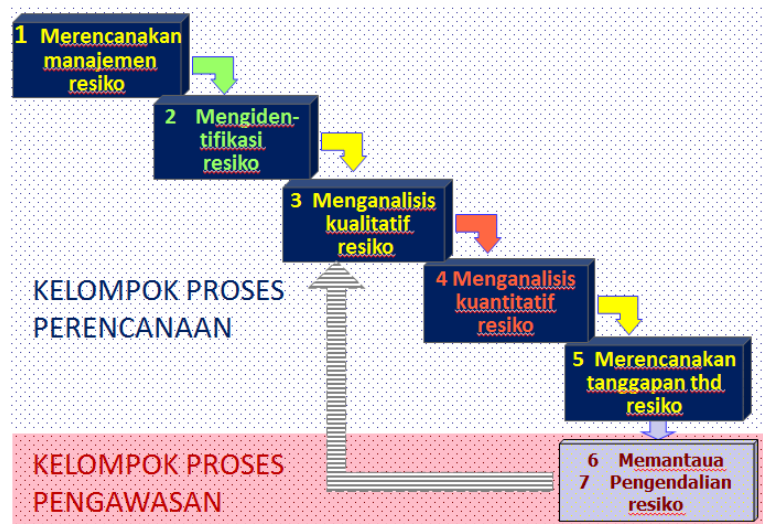 1 Merencanakan
manajemen
resiko
2 Mengiden-
tifikasi
resiko
3 Menganalisis
kualitatif
resiko
4 Menganalisis
kuantitatif
resiko
5 Merencanakan
tanggapan thd
resiko
KELOMPOK PROSES
PERENCANAAN
6 Memantaua
7 Pengendalian
resiko
KELOMPOK PROSES
PENGAWASAN